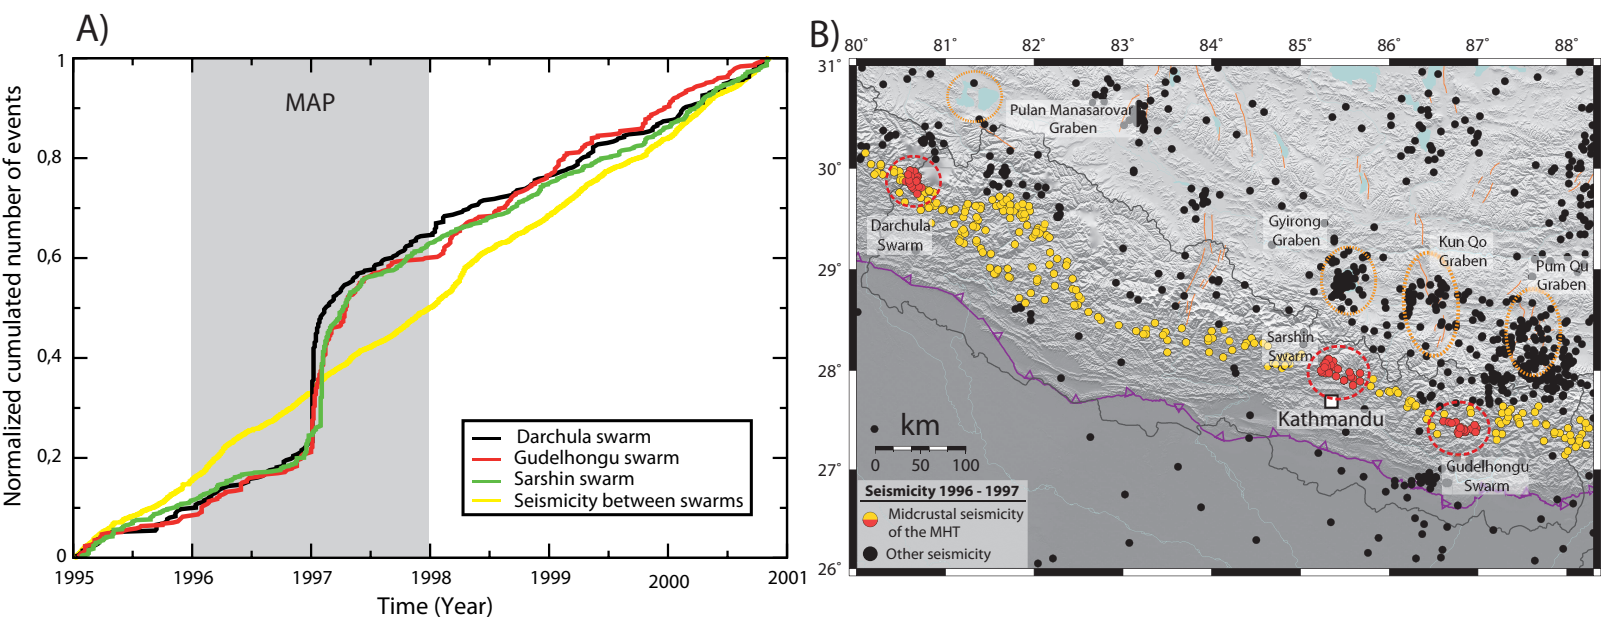 A)
Normalized cumulated number of events
1
0,8
0,6
0,4
0,2
0
MAP
Darchula swarm
Gudelhongu swarm
Sarshin swarm
Seismicity between swarms
1995
1996
1997
1998
1999
2000
2001
Time (Year)
B)
80°
81°
82°
83°
84°
85°
86°
87°
88°
31°
30°
29°
28°
27°
26°
Pulan Manasarovar
Graben
Darchula
Swarm
Gyirong
Graben
Kun Qo
Graben
Pum Qu
Graben
Sarshin
Swarm
Kathmandu
Gudelhongu
Swarm
km
0 50 100
Seismicity 1996 - 1997
Midcrustal seismicity
of the MHT
Other seismicity